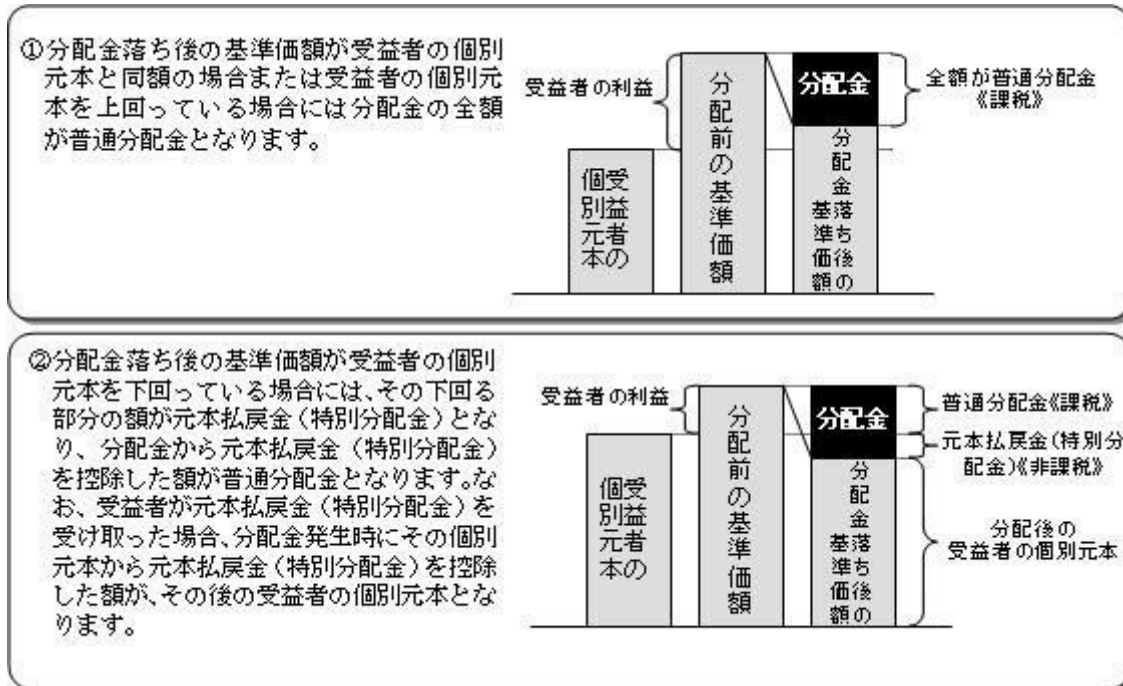 ①分配金落ち後の基準価額が受益者の個別
元本と同額の場合または受益者の個別元
本を上回っている場合には分配金の全額
が普通分配金となります。
受益者の利益
分配前の基準価額
分配金
全額が普通分配金
《課税》
受益者の
個別元本
分配金落ち後の
基準価額
②分配金落ち後の基準価額が受益者の個別
元本を下回っている場合には、その下回る
部分の額が元本払戻金(特別分配金)とな
り、分配金から元本払戻金(特別分配金)
を控除した額が普通分配金となります。な
お、受益者が元本払戻金(特別分配金)を
受け取った場合、分配金発生時にその個別
元本から元本払戻金(特別分配金)を控除
した額が、その後の受益者の個別元本とな
ります。
受益者の利益
分配前の基準価額
分配金
普通分配金《課税》
元本払戻金(特別分
配金)《非課税》
受益者の
個別元本
分配金落ち後の
基準価額
分配後の
受益者の個別元本